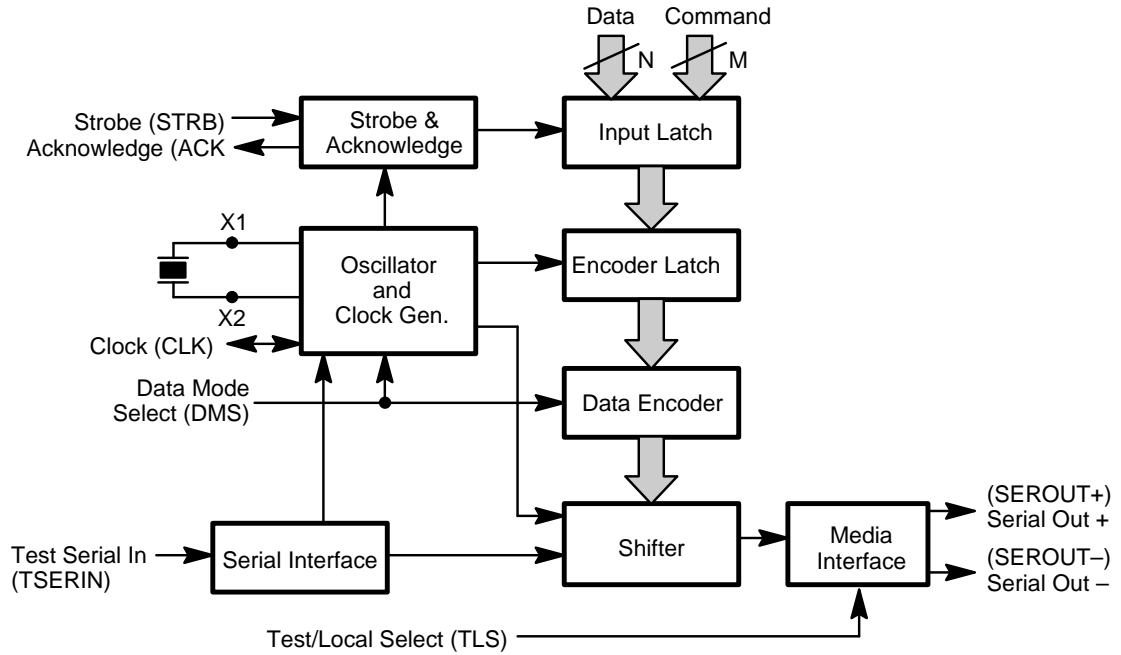 Data
Command
N
M
Strobe (STRB)
Acknowledge (ACK
Strobe &
Acknowledge
Input Latch
X1
X2
Oscillator
and
Clock Gen.
Encoder Latch
Clock (CLK)
Data Mode
Select (DMS)
Data Encoder
Test Serial In
(TSERIN)
Serial Interface
Shifter
Media
Interface
(SEROUT+)
Serial Out +
(SEROUT–)
Serial Out –
Test/Local Select (TLS)